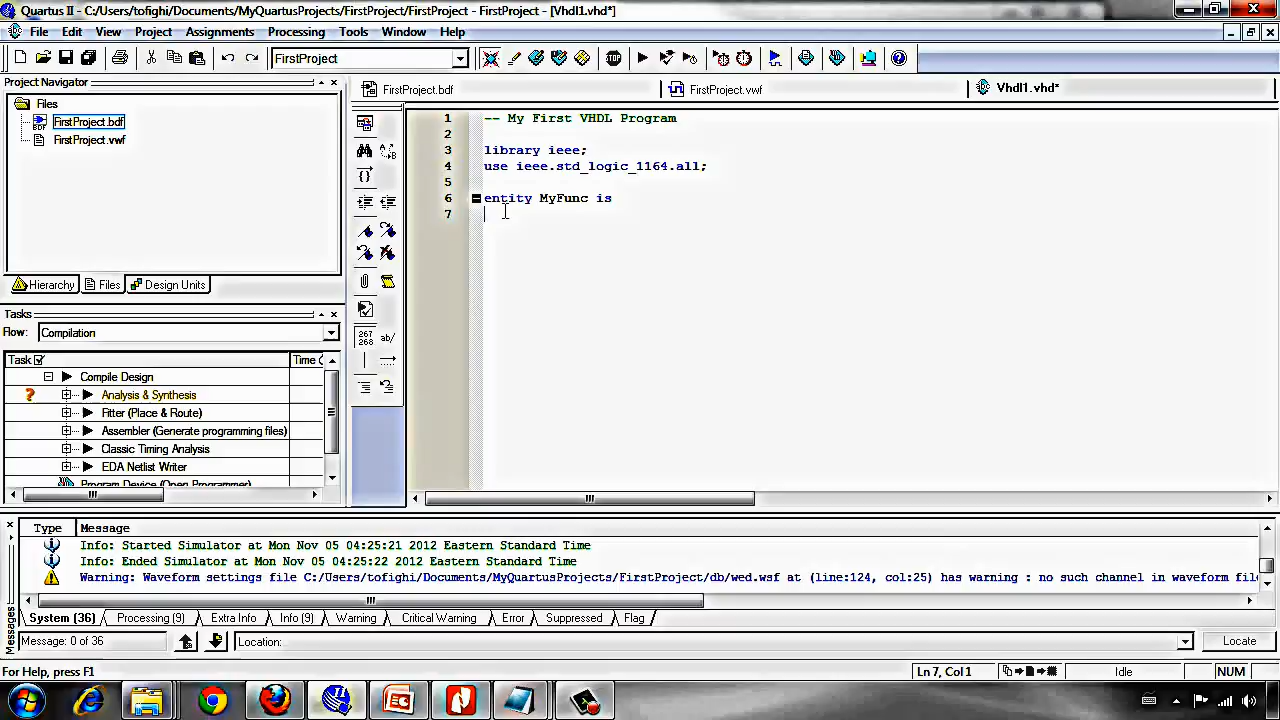 Quartus II - C:/Users/tofighi/Documents/MyQuartusProjects/FirstProject/FirstProject - FirstProject - [Vhdl1.vhd*]
File Edit View Project Assignments Processing Tools Window Help
FirstProject
Project Navigator
Files
FirstProject.bdf
FirstProject.vwf
Hierarchy Files Design Units
Tasks
Flow: Compilation
Task Time
Compile Design
Analysis & Synthesis
Fitter (Place & Route)
Assembler (Generate programming files)
Classic Timing Analysis
EDA Netlist Writer
Program Device (Open Programmer)
FirstProject.bdf FirstProject.vwf Vhdl1.vhd*
267
268
ab/
1 -- My First VHDL Program
2
3 library ieee;
4 use ieee.std_logic_1164.all;
5
6 entity MyFunc is
7
Messages
Type Message
Info: Started Simulator at Mon Nov 05 04:25:21 2012 Eastern Standard Time
Info: Ended Simulator at Mon Nov 05 04:25:22 2012 Eastern Standard Time
Warning: Waveform settings file C:/Users/tofighi/Documents/MyQuartusProjects/FirstProject/db/wed.wsf at (line:124, col:25) has warning : no such channel in waveform file
System (36) Processing (9) Extra Info Info (9) Warning Critical Warning Error Suppressed Flag
Message: 0 of 36 Location: Locate
For Help, press F1 Ln 7, Col 1 Idle NUM